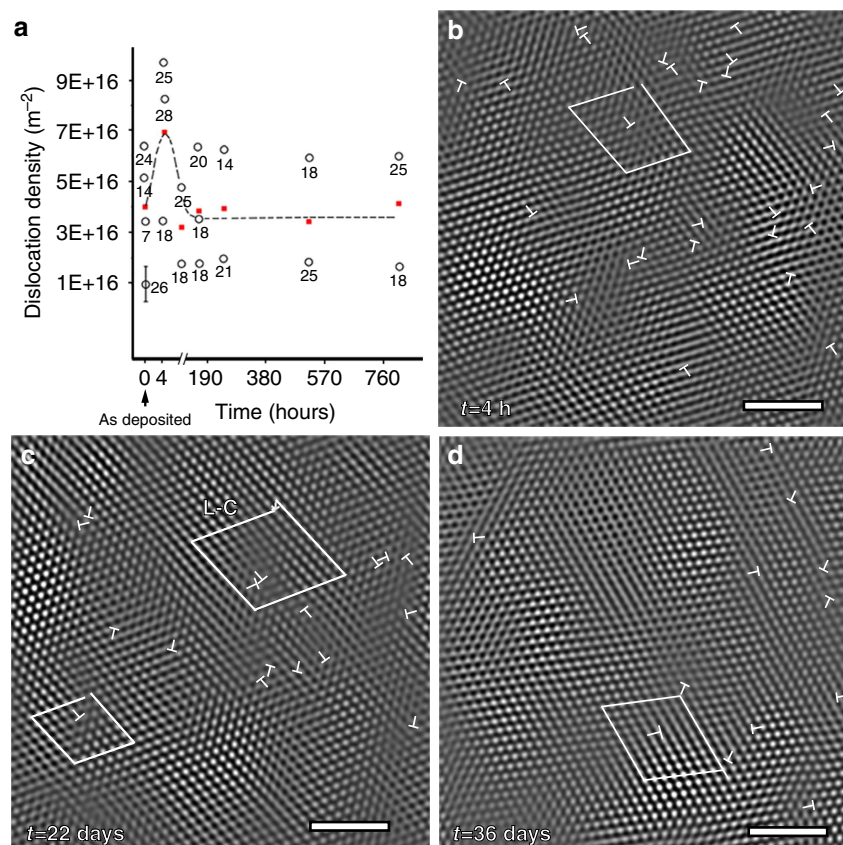 a
Dislocation density (m−2)
9E+16
7E+16
5E+16
3E+16
1E+16
25
28
24
14
7
18
26
25
18
20
18
18
14
21
18
25
25
18
0 4 190 380 570 760
As deposited
Time (hours)
b
t=4 h
c
L-C
t=22 days
d
t=36 days